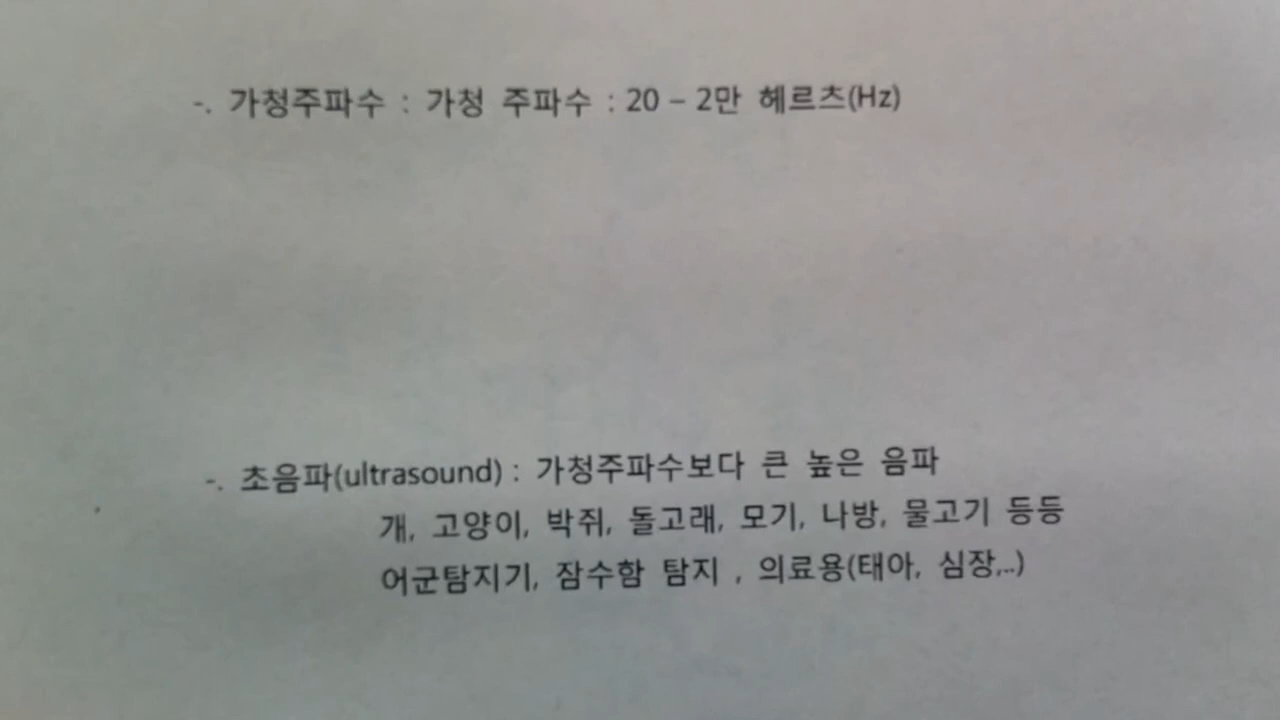 -. 가청주파수 : 가청 주파수 : 20 – 2만 헤르츠(Hz)
-. 초음파(ultrasound) : 가청주파수보다 큰 높은 음파
개, 고양이, 박쥐, 돌고래, 모기, 나방, 물고기 등등
어군탐지기, 잠수함 탐지 , 의료용(태아, 심장,..)